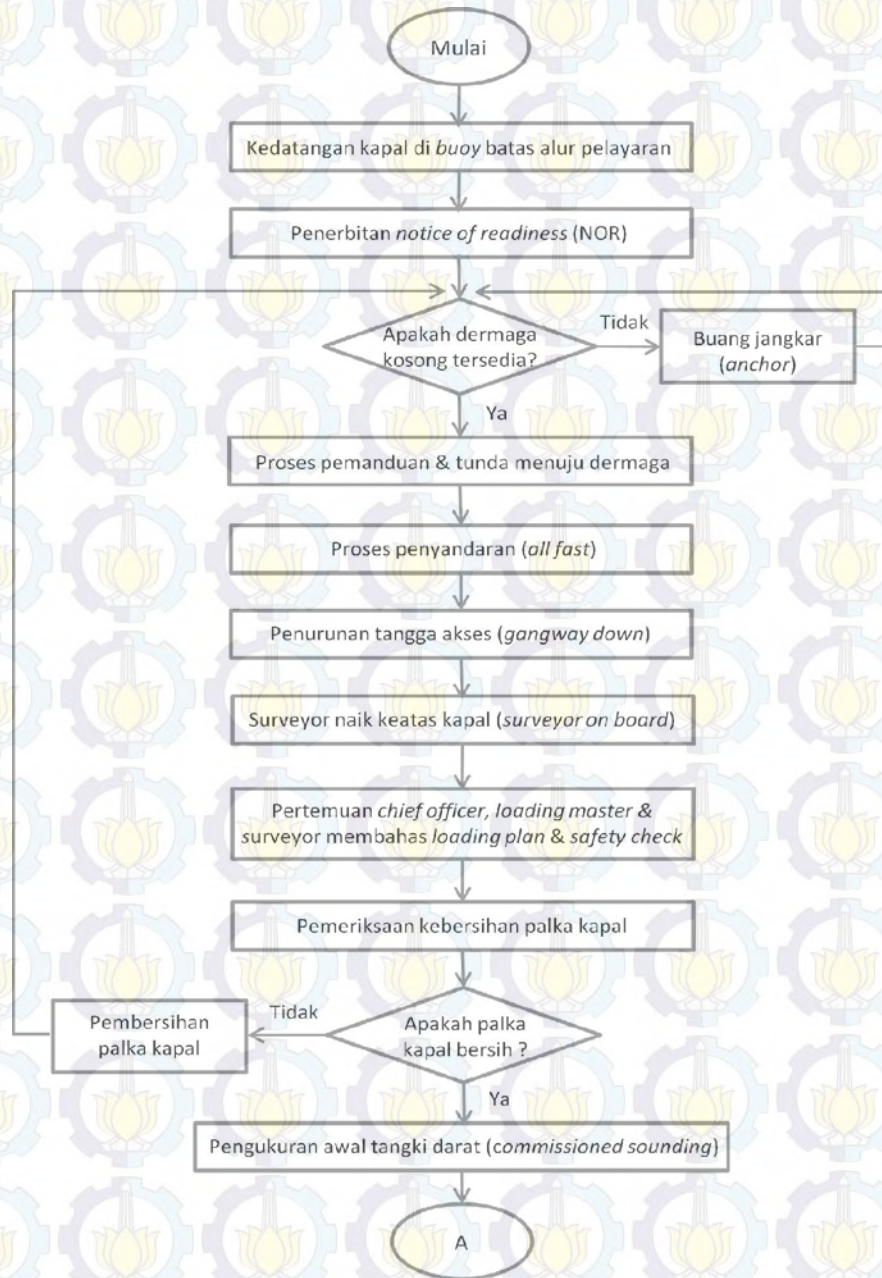 Mulai
Kedatangan kapal di buoy batas alur pelayaran
Penerbitan notice of readiness (NOR)
Apakah dermaga
kosong tersedia?
Tidak
Buang jangkar
(anchor)
Ya
Proses pemanduan & tunda menuju dermaga
Proses penyandaran (all fast)
Penurunan tangga akses (gangway down)
Surveyor naik keatas kapal (surveyor on board)
Pertemuan chief officer, loading master &
surveyor membahas loading plan & safety check
Pemeriksaan kebersihan palka kapal
Apakah palka
kapal bersih ?
Tidak
Pembersihan
palka kapal
Ya
Pengukuran awal tangki darat (commissioned sounding)
A